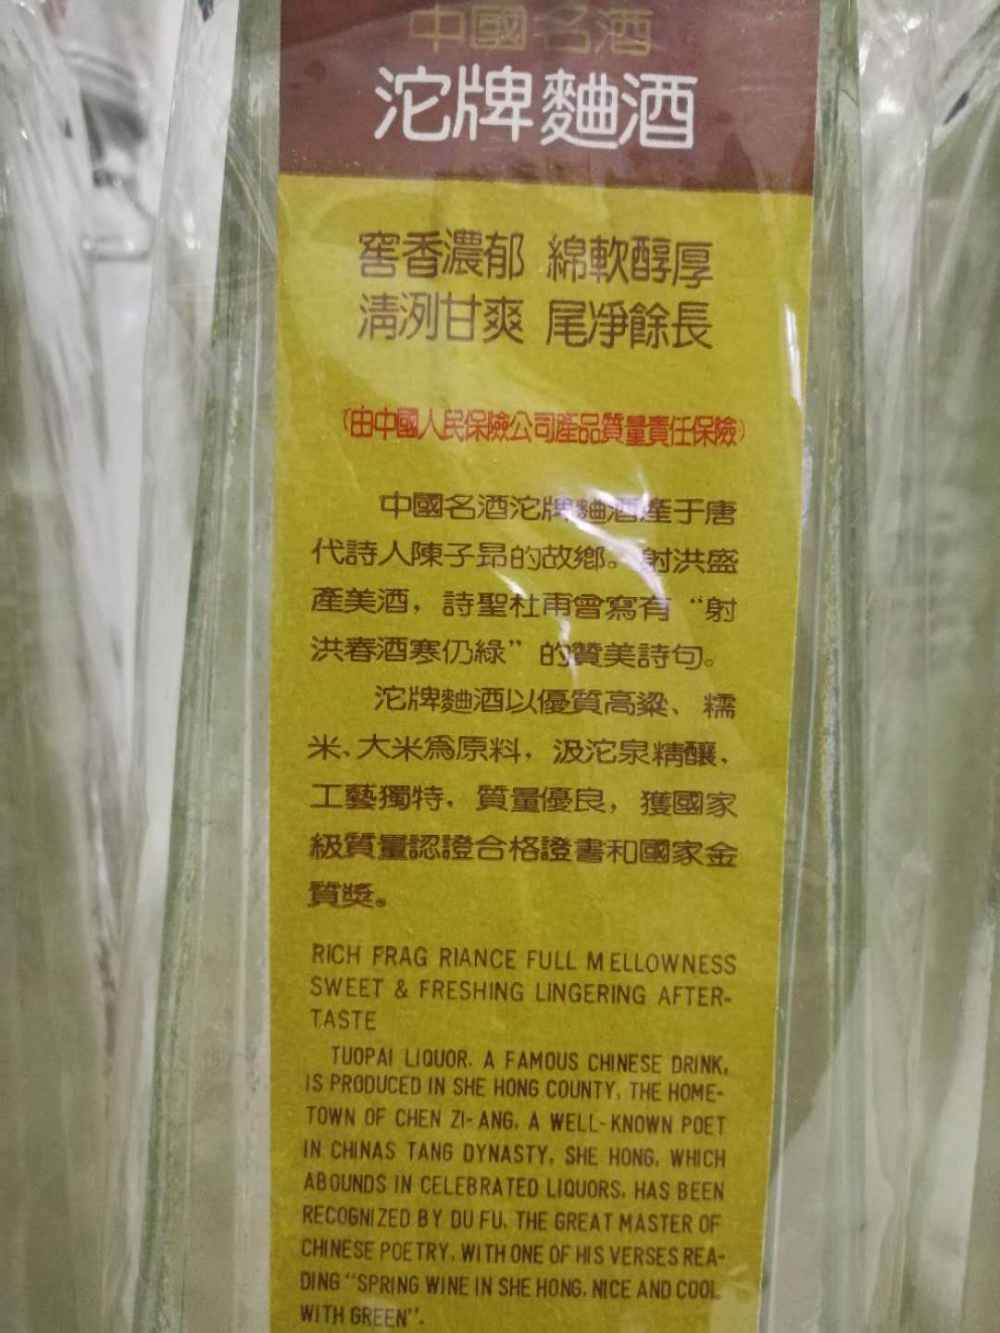 中國名酒
沱牌麯酒
窖香濃郁 綿軟醇厚
清冽甘爽 尾净餘長
(由中國人民保險公司產品質量責任保險)
中國名酒沱牌麯酒産于唐
代詩人陳子昻的故鄉。射洪盛
產美酒，詩聖杜甫曾寫有“射
洪春酒寒仍綠”的贊美詩句。
沱牌麯酒以優質高粱、糯
米、大米爲原料，汲沱泉精釀，
工藝獨特，質量優良，獲國家
級質量認證合格證書和國家金
質奬。
RICH FRAG RIANCE FULL MELLOWNESS
SWEET & FRESHING LINGERING AFTER-
TASTE
TUOPAI LIQUOR. A FAMOUS CHINESE DRINK,
IS PRODUCED IN SHE HONG COUNTY, THE HOME-
TOWN OF CHEN ZI-ANG, A WELL-KNOWN POET
IN CHINAS TANG DYNASTY, SHE HONG, WHICH
ABOUNDS IN CELEBRATED LIQUORS, HAS BEEN
RECOGNIZED BY DU FU, THE GREAT MASTER OF
CHINESE POETRY, WITH ONE OF HIS VERSES REA-
DING "SPRING WINE IN SHE HONG, NICE AND COOL
WITH GREEN".